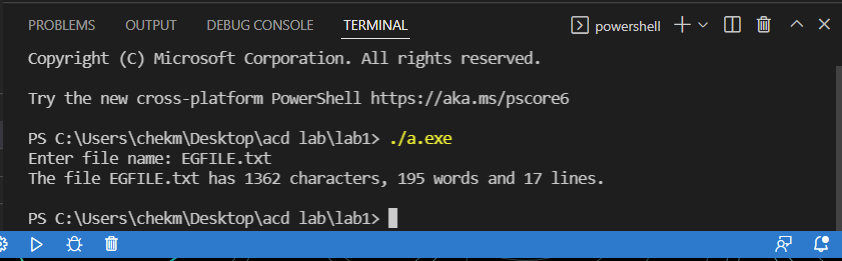 PROBLEMS OUTPUT DEBUG CONSOLE TERMINAL powershell
Copyright (C) Microsoft Corporation. All rights reserved.
Try the new cross-platform PowerShell https://aka.ms/pscore6
PS C:\Users\chekm\Desktop\acd lab\lab1> ./a.exe
Enter file name: EGFILE.txt
The file EGFILE.txt has 1362 characters, 195 words and 17 lines.
PS C:\Users\chekm\Desktop\acd lab\lab1>